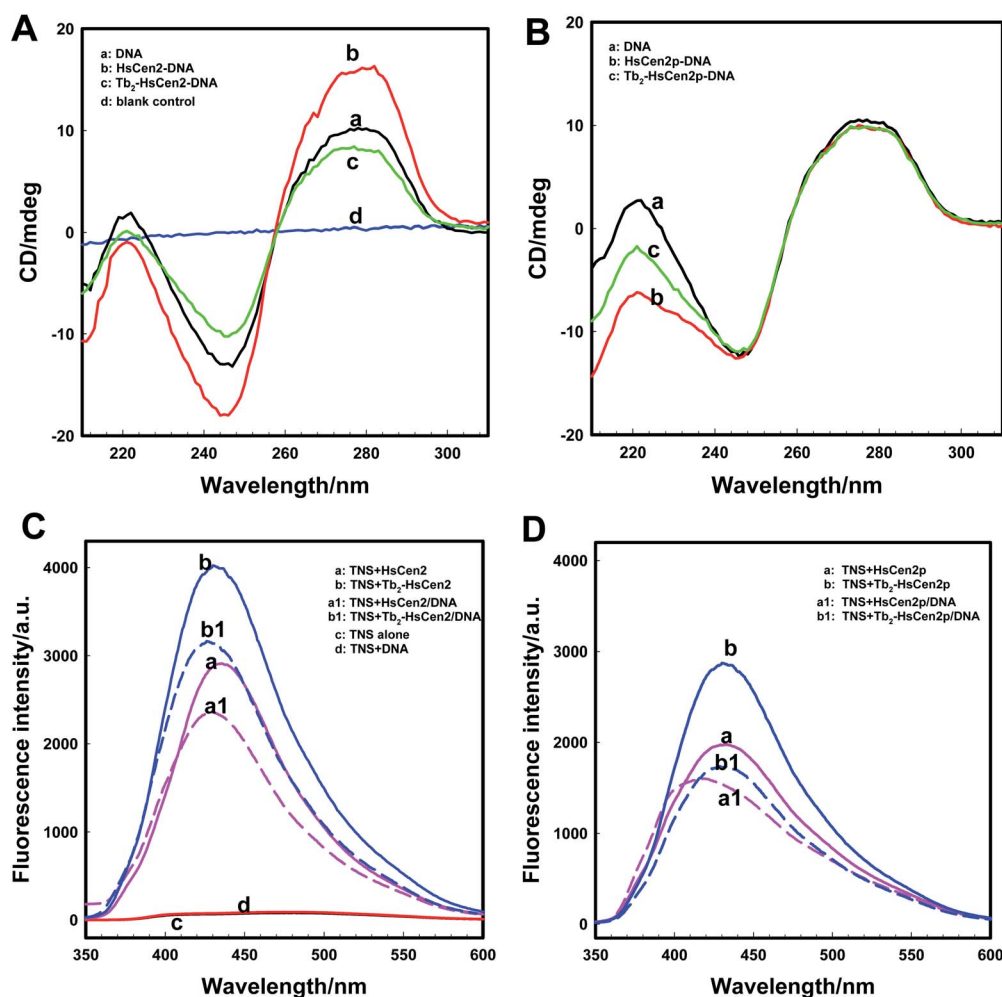 A
a: DNA
b: HsCen2-DNA
c: Tb₂-HsCen2-DNA
d: blank control
b
a
c
d
CD/mdeg
20
10
0
-10
-20
220 240 260 280 300
Wavelength/nm
B
a: DNA
b: HsCen2p-DNA
c: Tb₂-HsCen2p-DNA
a
c
b
CD/mdeg
20
10
0
-10
-20
220 240 260 280 300
Wavelength/nm
C
a: TNS+HsCen2
b: TNS+Tb₂-HsCen2
a1: TNS+HsCen2/DNA
b1: TNS+Tb₂-HsCen2/DNA
c: TNS alone
d: TNS+DNA
b
b1
a
a1
d
c
Fluorescence intensity/a.u.
4000
3000
2000
1000
0
350 400 450 500 550 600
Wavelength/nm
D
a: TNS+HsCen2p
b: TNS+Tb₂-HsCen2p
a1: TNS+HsCen2p/DNA
b1: TNS+Tb₂-HsCen2p/DNA
b
a
b1
a1
Fluorescence intensity/a.u.
4000
3000
2000
1000
0
350 400 450 500 550 600
Wavelength/nm